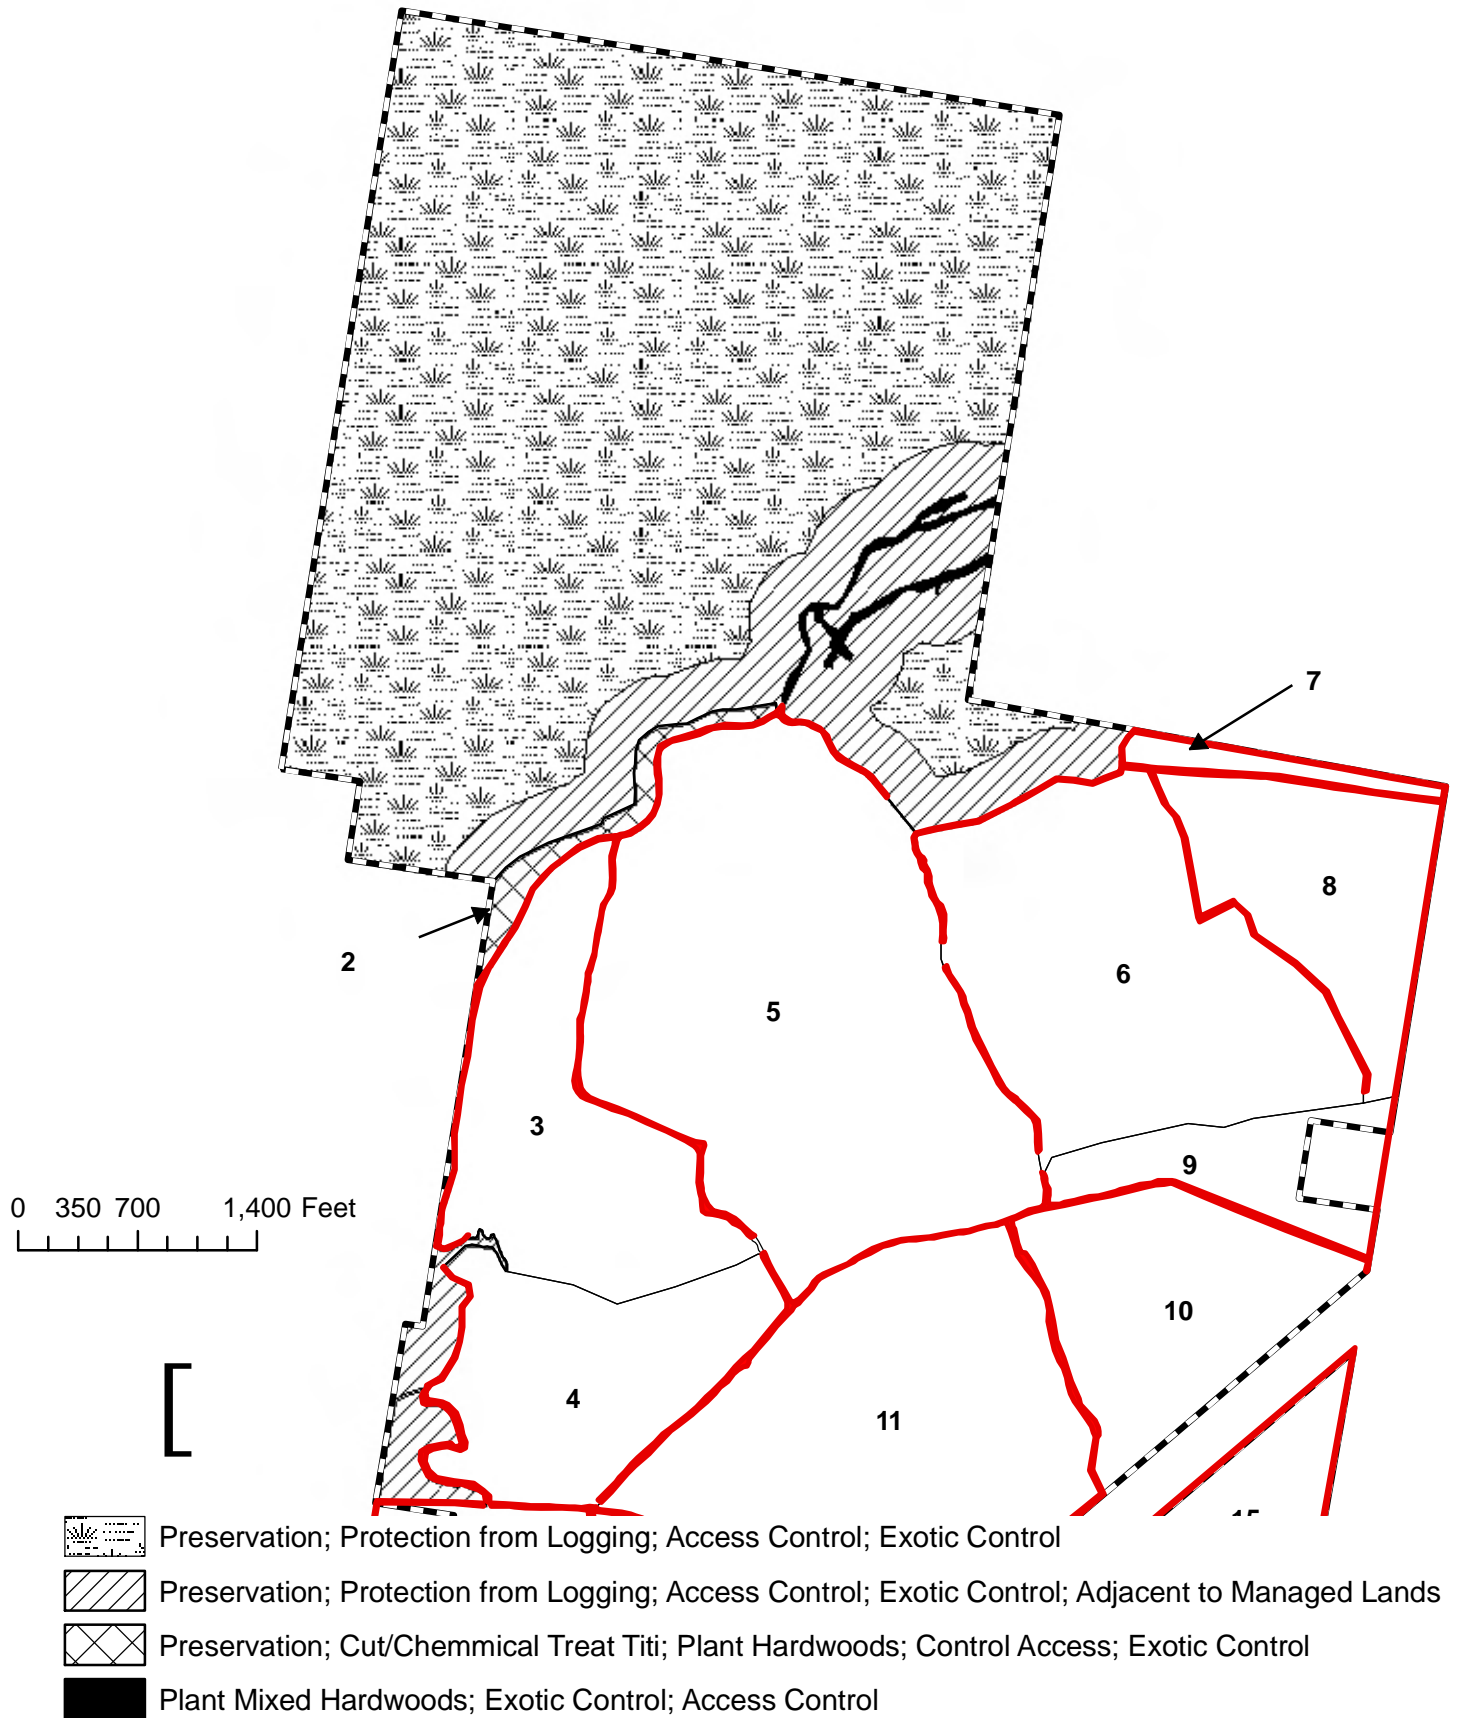 7
8
2
6
5
3
9
0 350 700 1,400 Feet
10
4
11
Preservation; Protection from Logging; Access Control; Exotic Control
Preservation; Protection from Logging; Access Control; Exotic Control; Adjacent to Managed Lands
Preservation; Cut/Chemmical Treat Titi; Plant Hardwoods; Control Access; Exotic Control
Plant Mixed Hardwoods; Exotic Control; Access Control